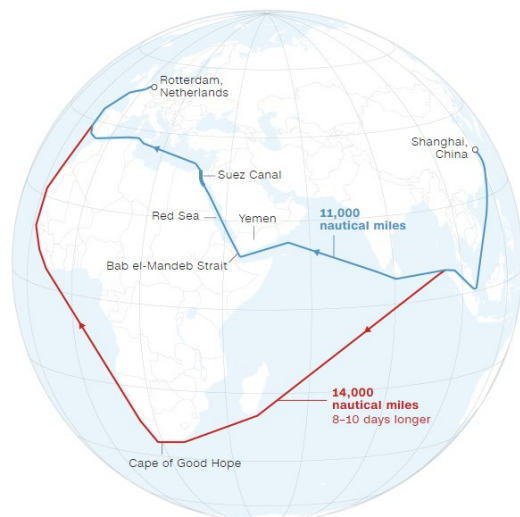 Rotterdam,
Netherlands
Shanghai,
China
Suez Canal
Red Sea
Yemen
11,000
nautical miles
Bab el-Mandeb Strait
14,000
nautical miles
8–10 days longer
Cape of Good Hope